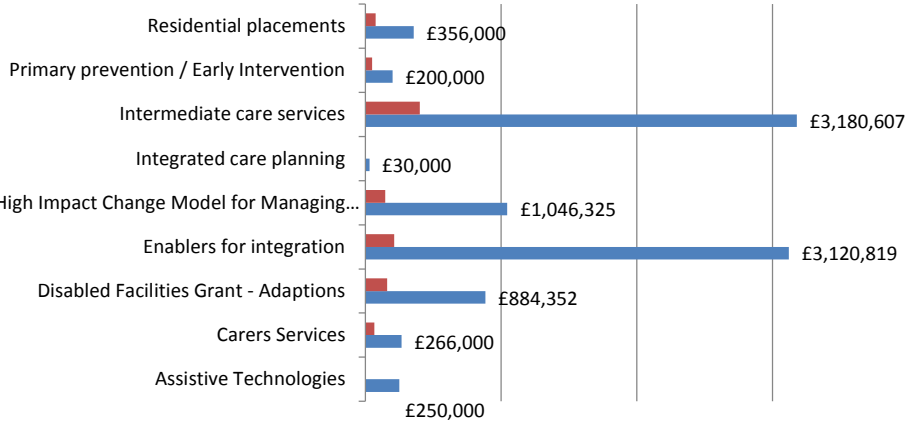 Residential placements
£356,000
Primary prevention / Early Intervention
£200,000
Intermediate care services
£3,180,607
Integrated care planning
£30,000
High Impact Change Model for Managing...
£1,046,325
Enablers for integration
£3,120,819
Disabled Facilities Grant - Adaptions
£884,352
Carers Services
£266,000
Assistive Technologies
£250,000